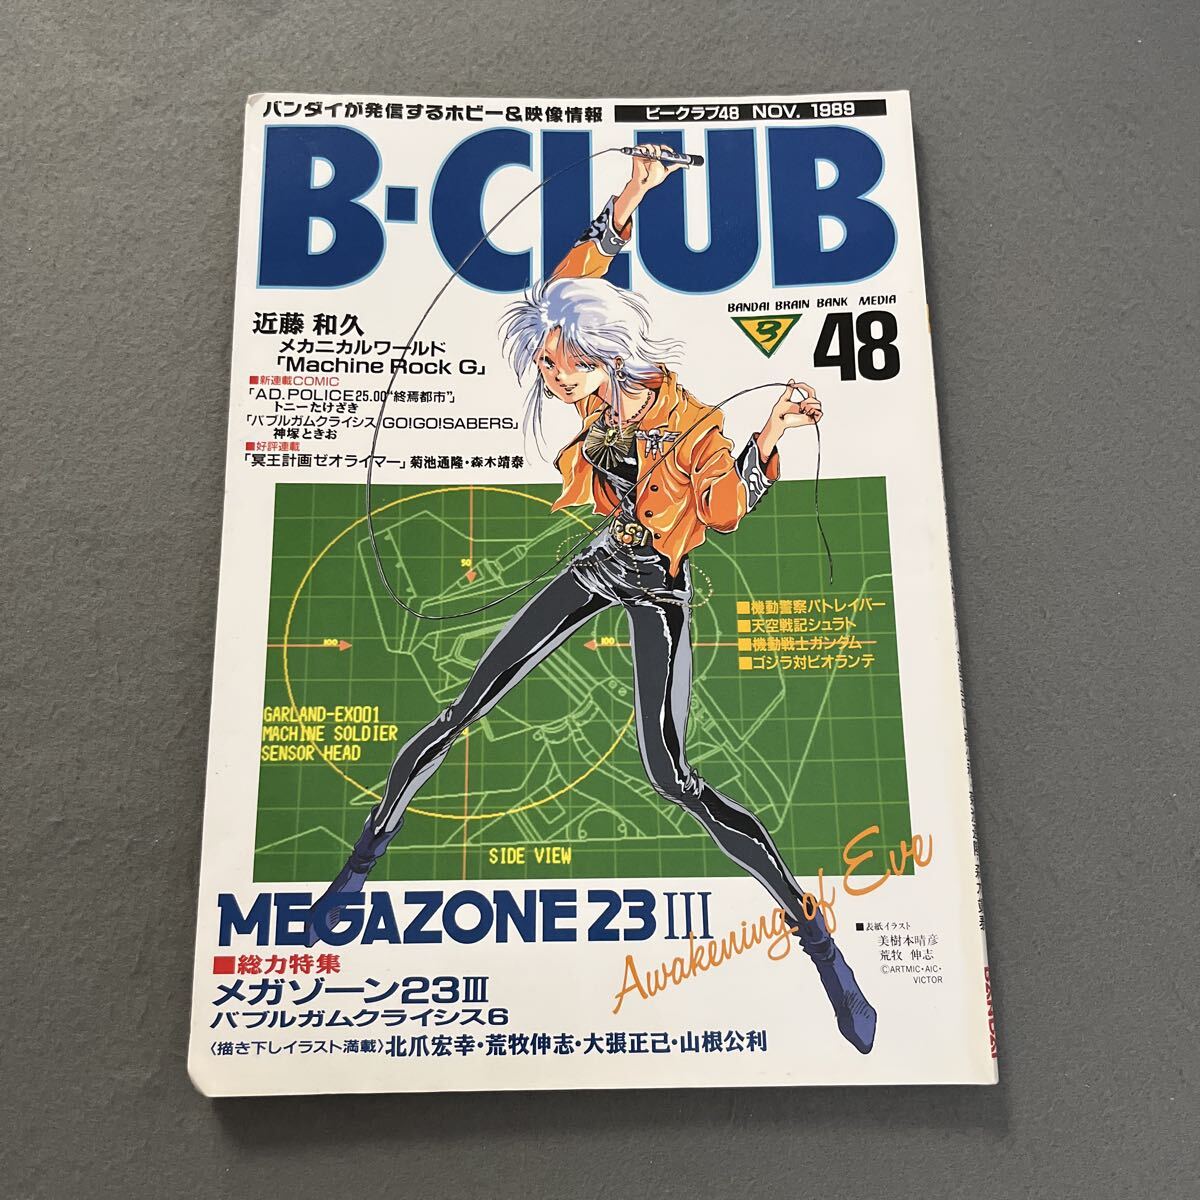 バンダイが発信するホビー&映像情報
ビークラブ48 NOV. 1989
B-CLUB
BANDAI BRAIN BANK MEDIA
B
48
近藤 和久
メカニカルワールド
「Machine Rock G」
■新連載COMIC
「AD.POLICE25.00"終焉都市"」
トニーたけざき
「バブルガムクライシス GO!GO!SABERS」
神塚ときお
■好評連載
「冥王計画ゼオライマー」菊池通隆・森木靖泰
50
100
100
■機動警察パトレイバー
■天空戦記シュラト
■機動戦士ガンダム
■ゴジラ対ビオランテ
GARLAND-EX001
MACHINE SOLDIER
SENSOR HEAD
SIDE VIEW
MEGAZONE 23 III
Awakening of Eve
■総力特集
メガゾーン23III
バブルガムクライシス6
〈描き下しイラスト満載〉北爪宏幸・荒牧伸志・大張正己・山根公利
■表紙イラスト
美樹本晴彦
荒牧 伸志
©ARTMIC・AIC・
VICTOR
BANDAI